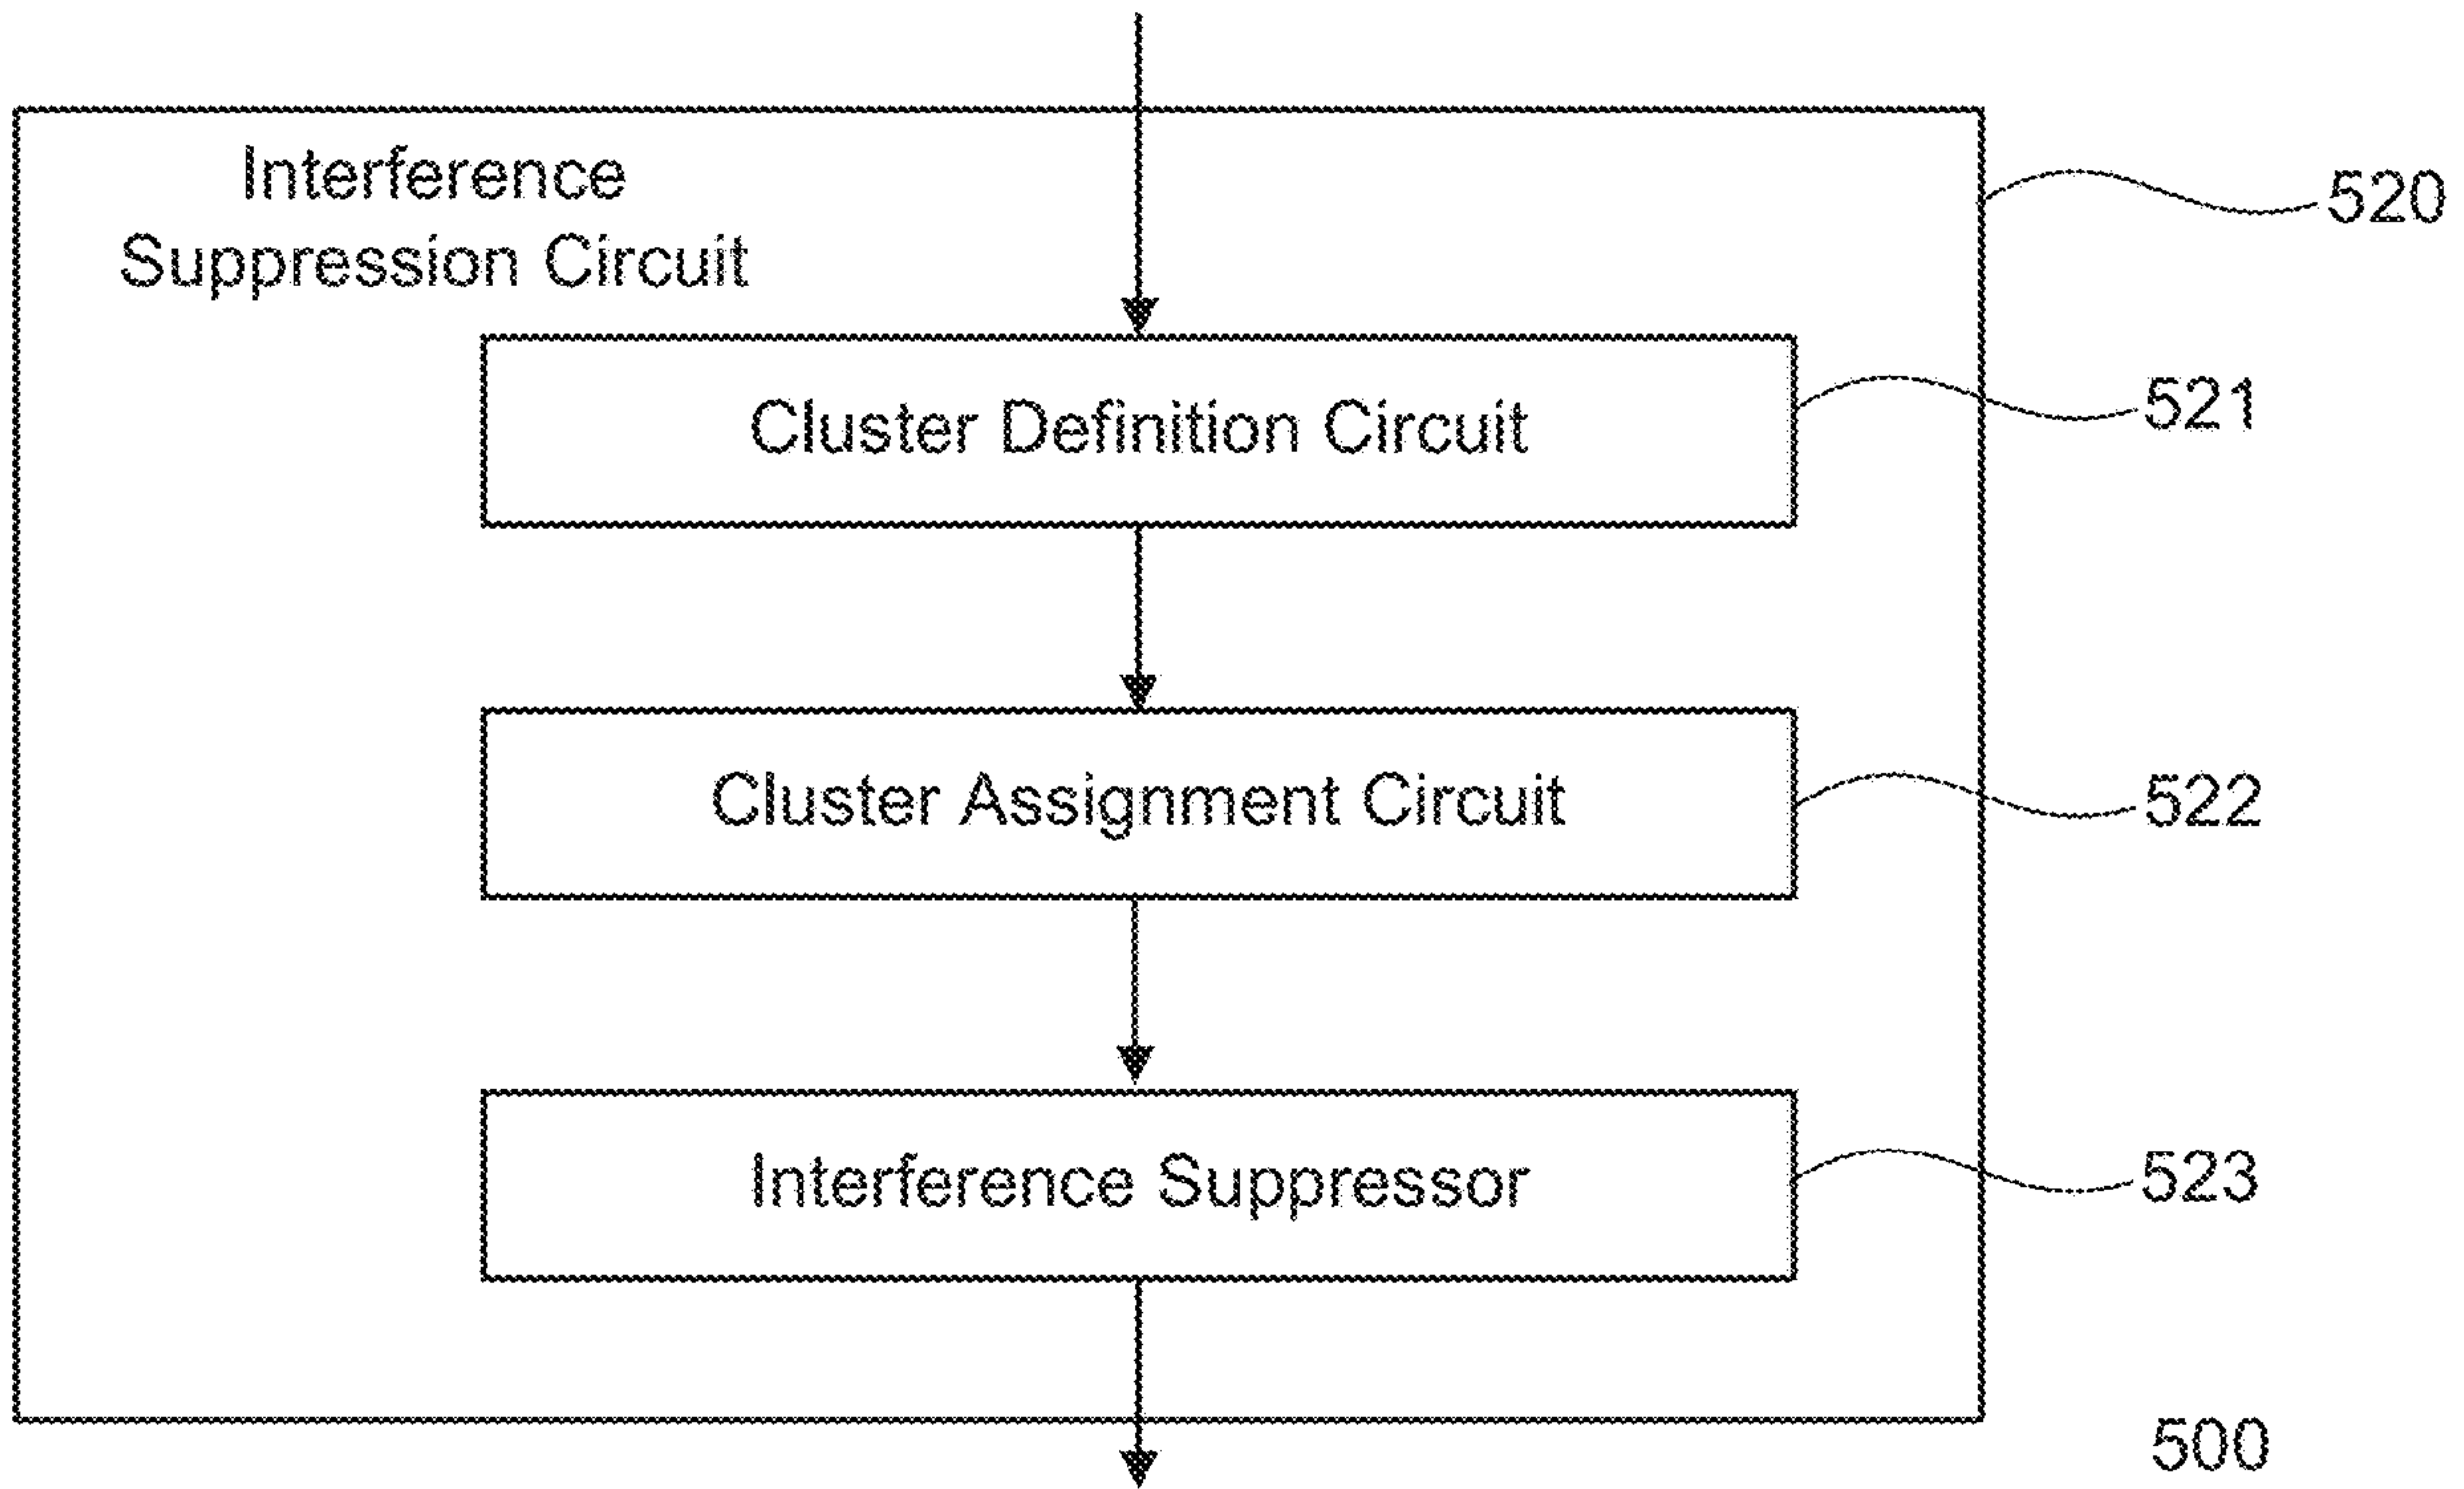 Interference
Suppression Circuit
520
Cluster Definition Circuit
521
Cluster Assignment Circuit
522
Interference Suppressor
523
500